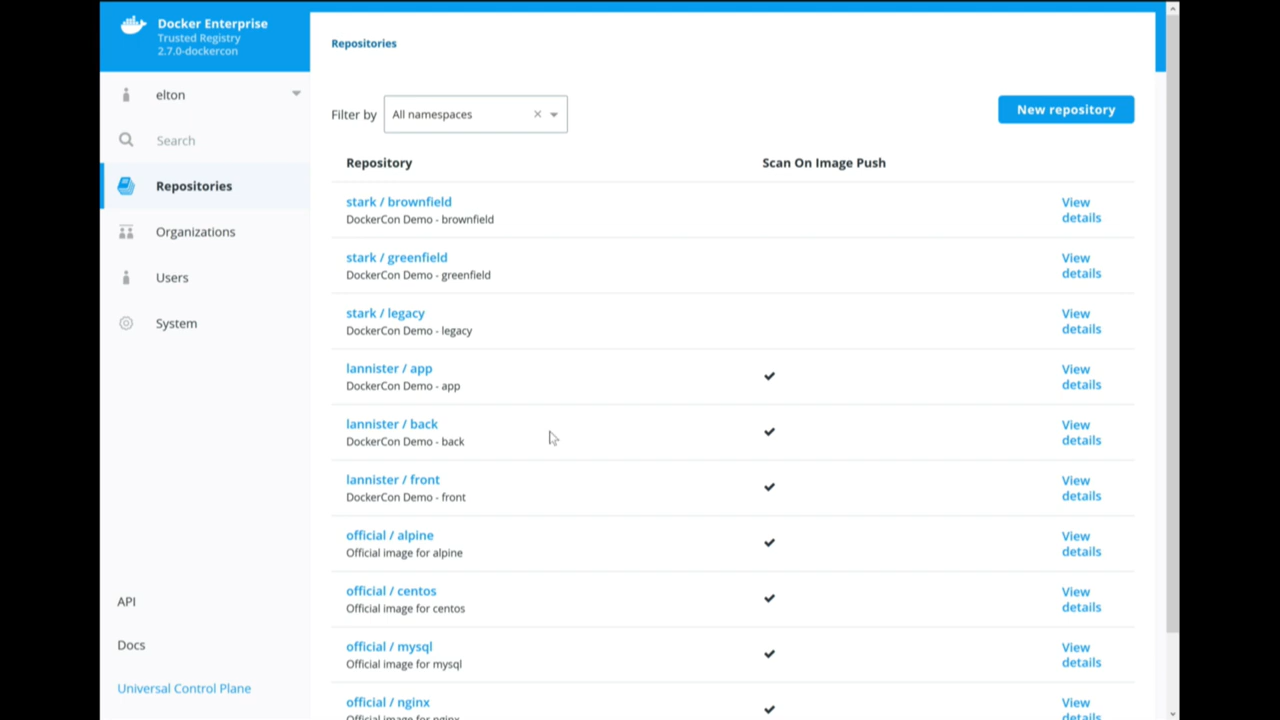 Docker Enterprise
Trusted Registry
2.7.0-dockercon
Repositories
elton
Search
Repositories
Organizations
Users
System
API
Docs
Universal Control Plane
Filter by All namespaces
New repository
Repository Scan On Image Push
stark / brownfield
DockerCon Demo - brownfield
View
details
stark / greenfield
DockerCon Demo - greenfield
View
details
stark / legacy
DockerCon Demo - legacy
View
details
lannister / app
DockerCon Demo - app
View
details
lannister / back
DockerCon Demo - back
View
details
lannister / front
DockerCon Demo - front
View
details
official / alpine
Official image for alpine
View
details
official / centos
Official image for centos
View
details
official / mysql
Official image for mysql
View
details
official / nginx
Official image for nginx
View
details